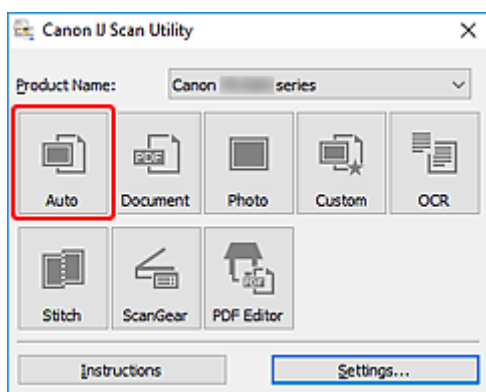 Canon IJ Scan Utility
Product Name: Canon series
Auto Document Photo Custom OCR
Stitch ScanGear PDF Editor
Instructions Settings...